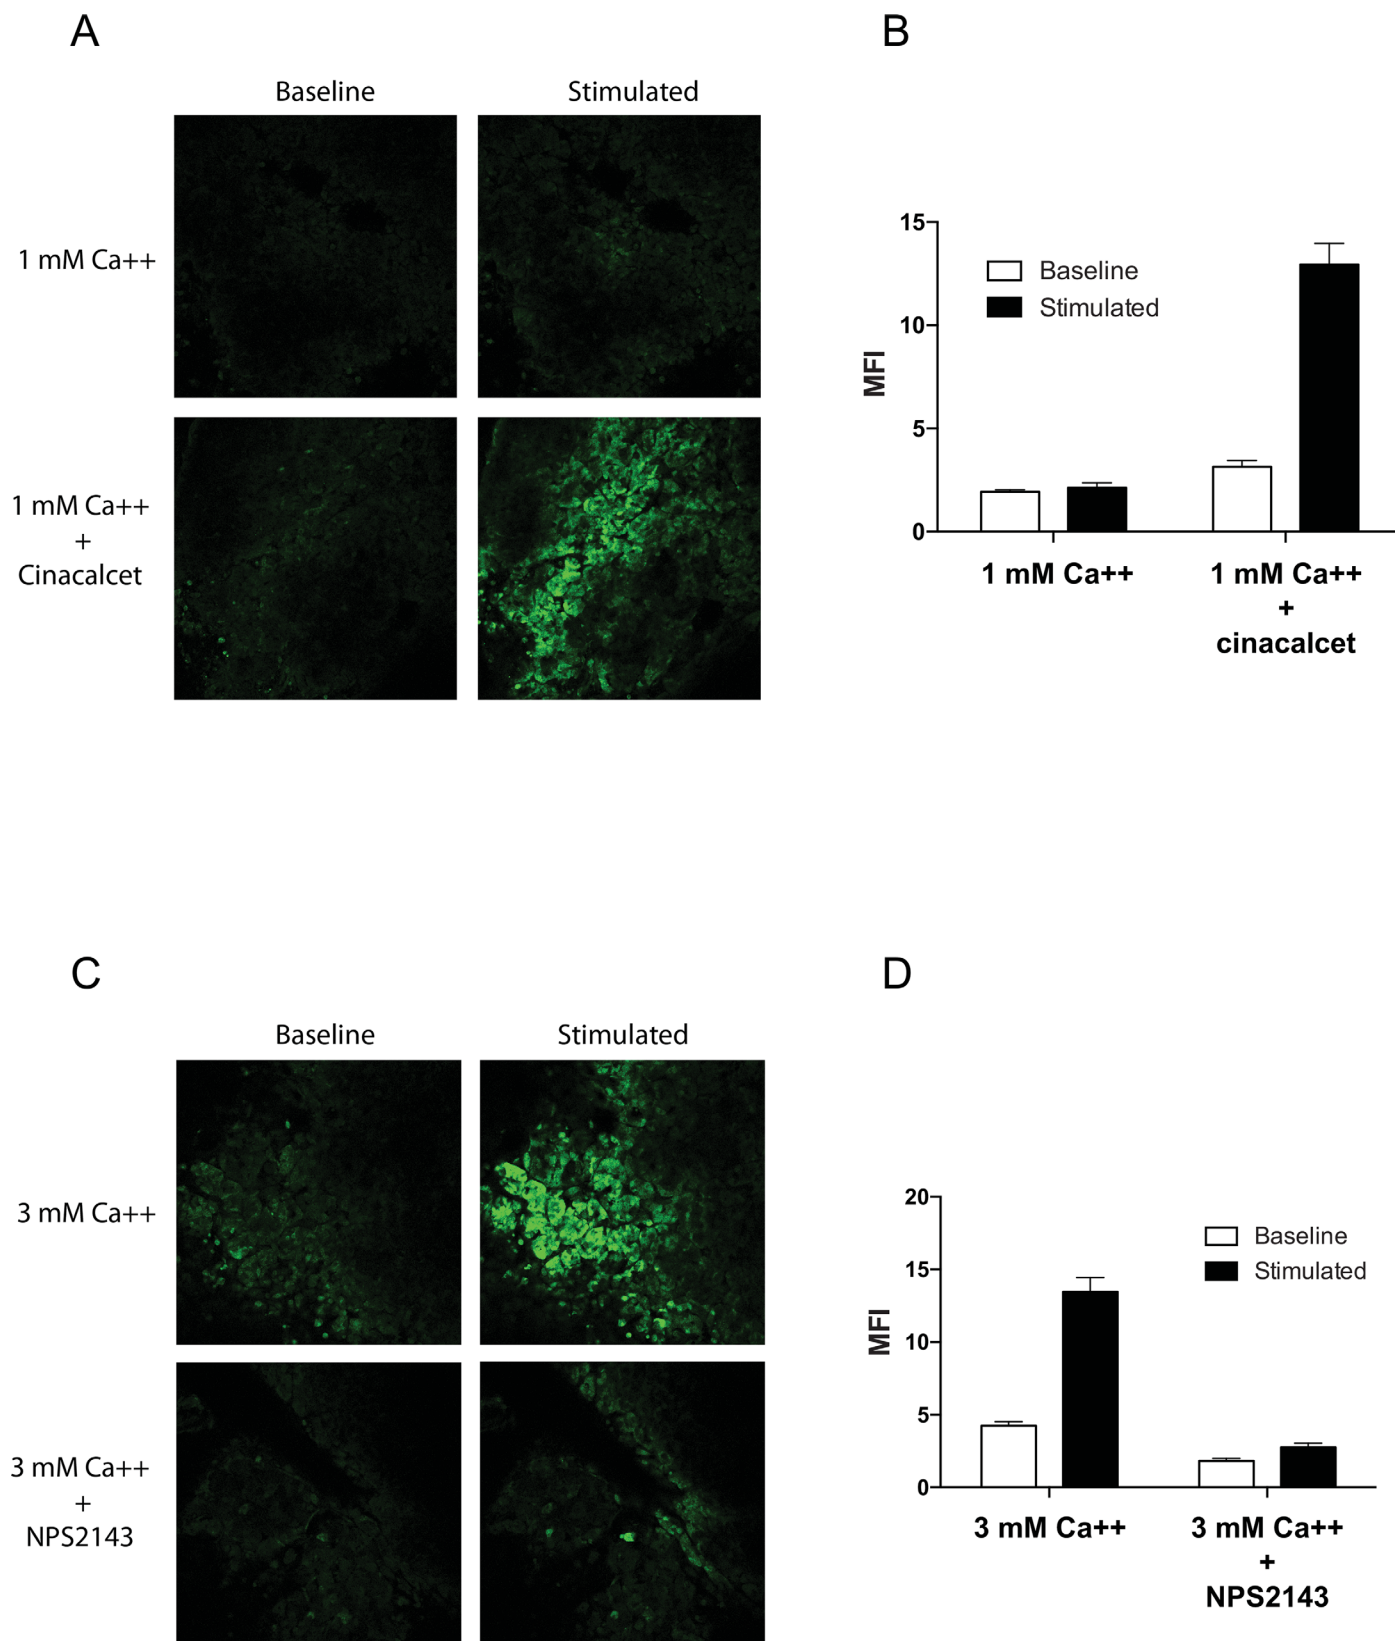 A
Baseline
Stimulated
1 mM Ca++
1 mM Ca++
+
Cinacalcet
B
15
10
5
0
MFI
Baseline
Stimulated
1 mM Ca++
1 mM Ca++
+
cinacalcet
C
Baseline
Stimulated
3 mM Ca++
3 mM Ca++
+
NPS2143
D
20
15
10
5
0
MFI
Baseline
Stimulated
3 mM Ca++
3 mM Ca++
+
NPS2143